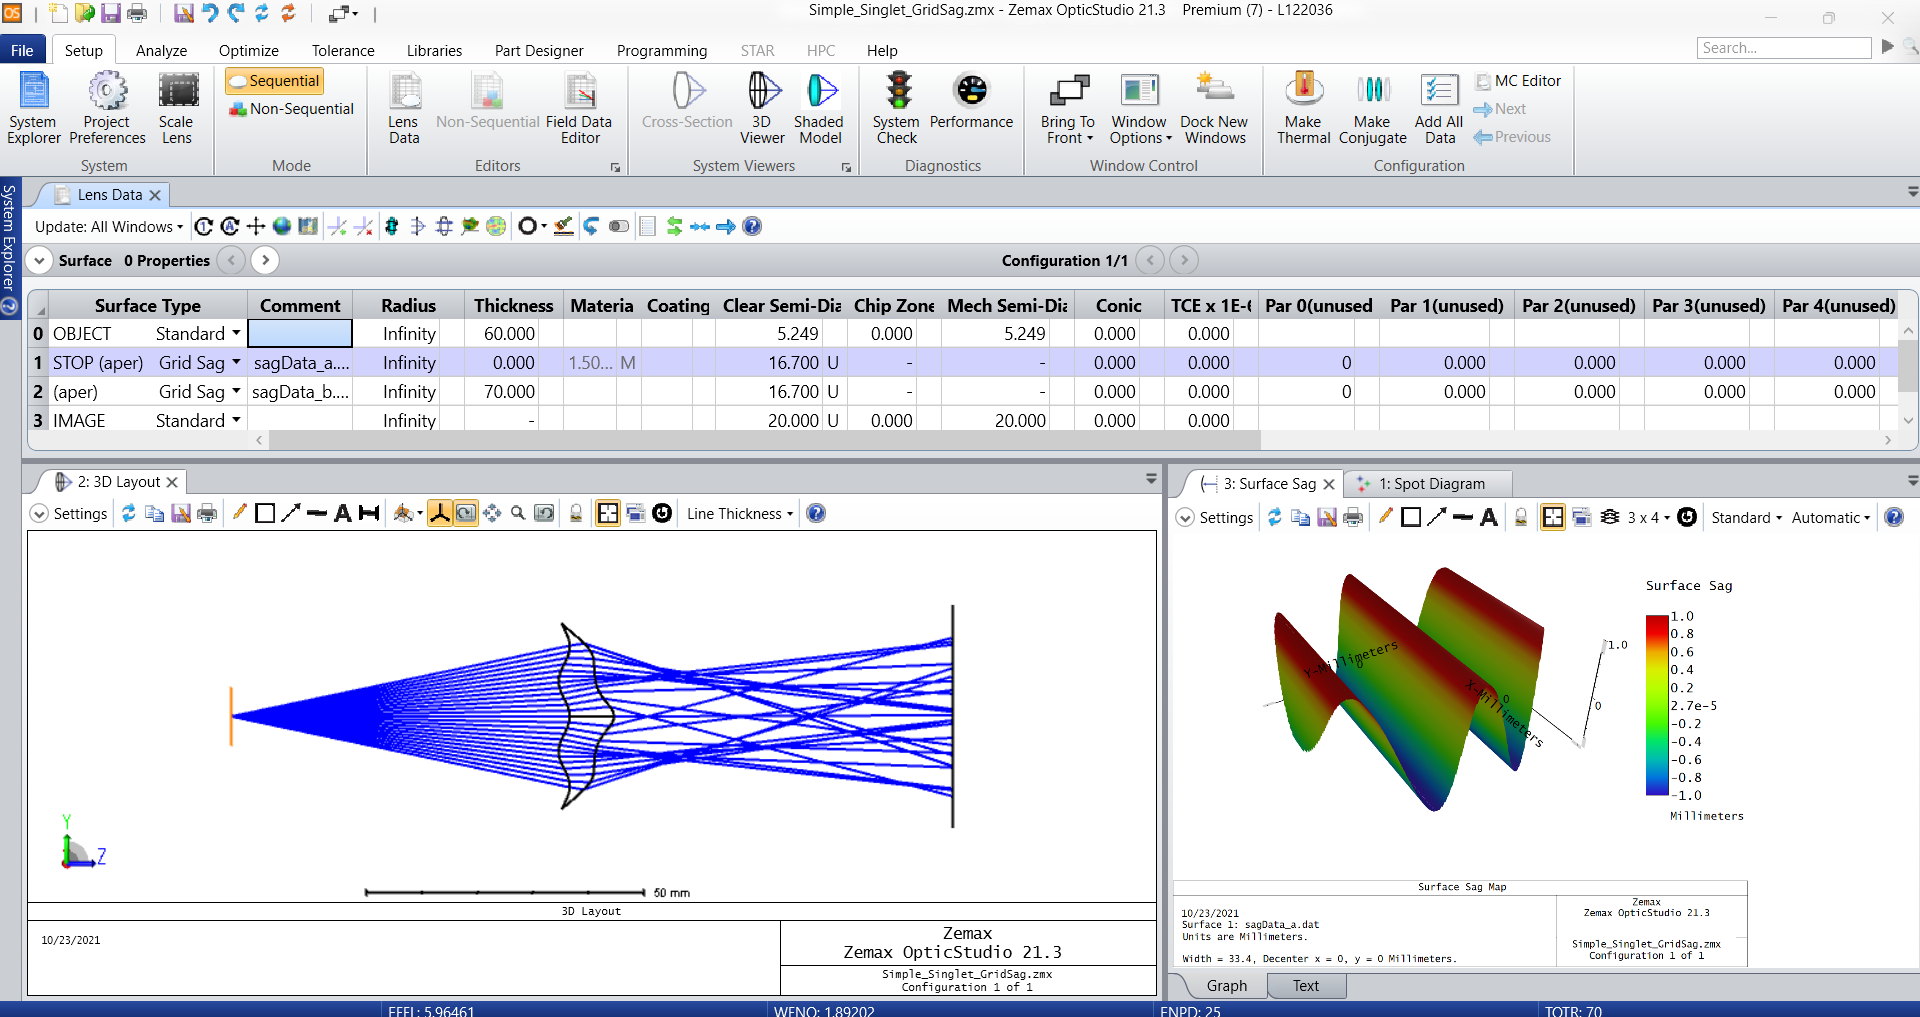 Simple_Singlet_GridSag.zmx - Zemax OpticStudio 21.3 Premium (7) - L122036
File Setup Analyze Optimize Tolerance Libraries Part Designer Programming STAR HPC Help Search...
System Explorer Project Preferences Scale Lens
System
Sequential
Non-Sequential
Mode
Lens Data Non-Sequential Field Data Editor
Editors
Cross-Section 3D Viewer Shaded Model
System Viewers
System Check Performance
Diagnostics
Bring To Front Window Options Dock New Windows
Window Control
Make Thermal Make Conjugate Add All Data
MC Editor
Next
Previous
Configuration
System Explorer
Lens Data
Update: All Windows
Surface 0 Properties Configuration 1/1
Surface Type Comment Radius Thickness Materia Coating Clear Semi-Dia Chip Zone Mech Semi-Dia Conic TCE x 1E-6 Par 0(unused Par 1(unused) Par 2(unused) Par 3(unused) Par 4(unused)
0 OBJECT Standard Infinity 60.000 5.249 0.000 5.249 0.000 0.000
1 STOP (aper) Grid Sag sagData_a.... Infinity 0.000 1.50... M 16.700 U - - 0.000 0.000 0 0.000 0.000 0.000 0.000
2 (aper) Grid Sag sagData_b.... Infinity 70.000 16.700 U - - 0.000 0.000 0 0.000 0.000 0.000 0.000
3 IMAGE Standard Infinity - 20.000 U 0.000 20.000 0.000 0.000
2: 3D Layout
Settings Line Thickness
Y
Z
50 mm
3D Layout
10/23/2021
Zemax
Zemax OpticStudio 21.3
Simple_Singlet_GridSag.zmx
Configuration 1 of 1
3: Surface Sag 1: Spot Diagram
Settings 3 x 4 Standard Automatic
Surface Sag
1.0
0.8
0.6
0.4
0.2
2.7e-5
-0.2
-0.4
-0.6
-0.8
-1.0
Millimeters
Y-Millimeters
0
X-Millimeters
0
1.0
0
Surface Sag Map
10/23/2021
Surface 1: sagData_a.dat
Units are Millimeters.
Width = 33.4, Decenter x = 0, y = 0 Millimeters.
Zemax
Zemax OpticStudio 21.3
Simple_Singlet_GridSag.zmx
Configuration 1 of 1
Graph Text
EFFL: 5.96461 WFNO: 1.89202 ENPD: 25 TOTR: 70